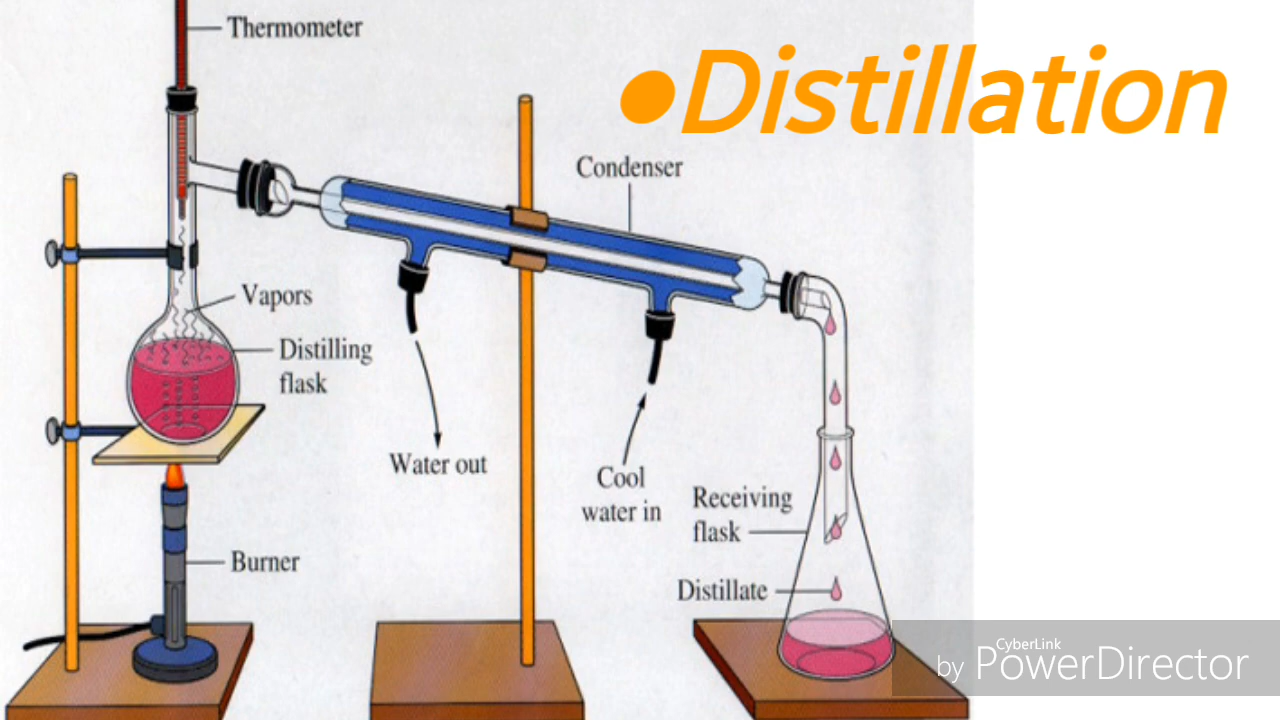 Thermometer
●Distillation
Condenser
Vapors
Distilling
flask
Water out
Cool
water in
Receiving
flask
Burner
Distillate
CyberLink
by PowerDirector